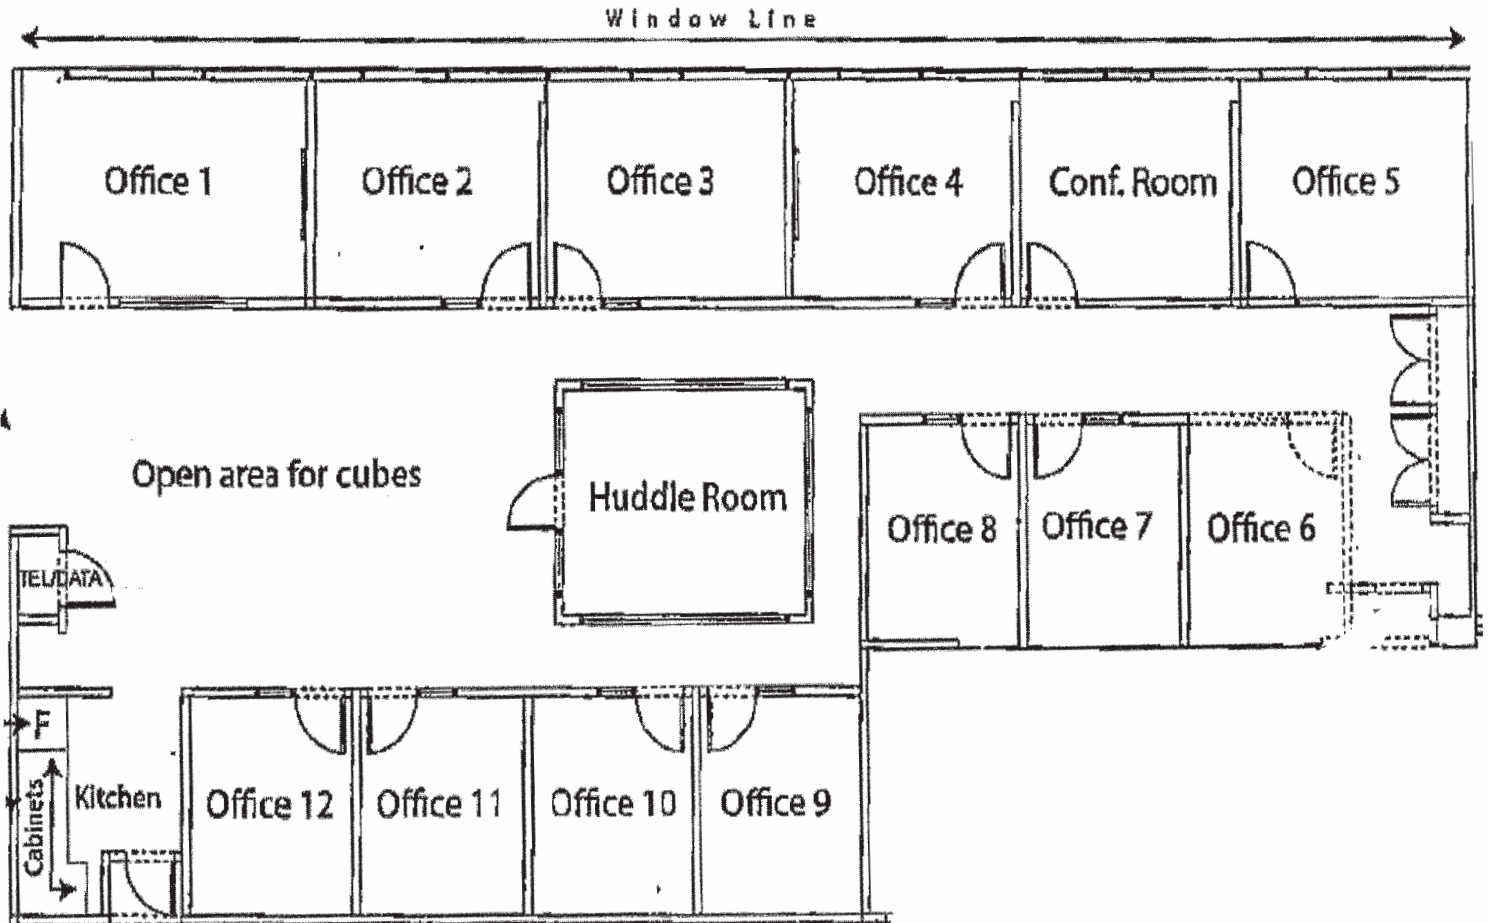 Window Line
Office 1
Office 2
Office 3
Office 4
Conf. Room
Office 5
Open area for cubes
Huddle Room
Office 8
Office 7
Office 6
TEL/DATA
Kitchen
Cabinets
Office 12
Office 11
Office 10
Office 9